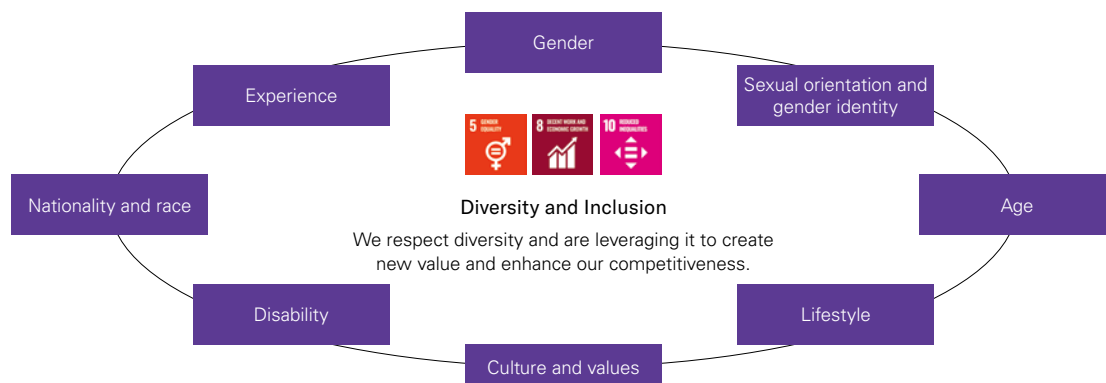 Gender
Experience
Sexual orientation and
gender identity
5 GENDER
EQUALITY
8 DECENT WORK AND
ECONOMIC GROWTH
10 REDUCED
INEQUALITIES
Nationality and race
Age
Diversity and Inclusion
We respect diversity and are leveraging it to create
new value and enhance our competitiveness.
Disability
Lifestyle
Culture and values